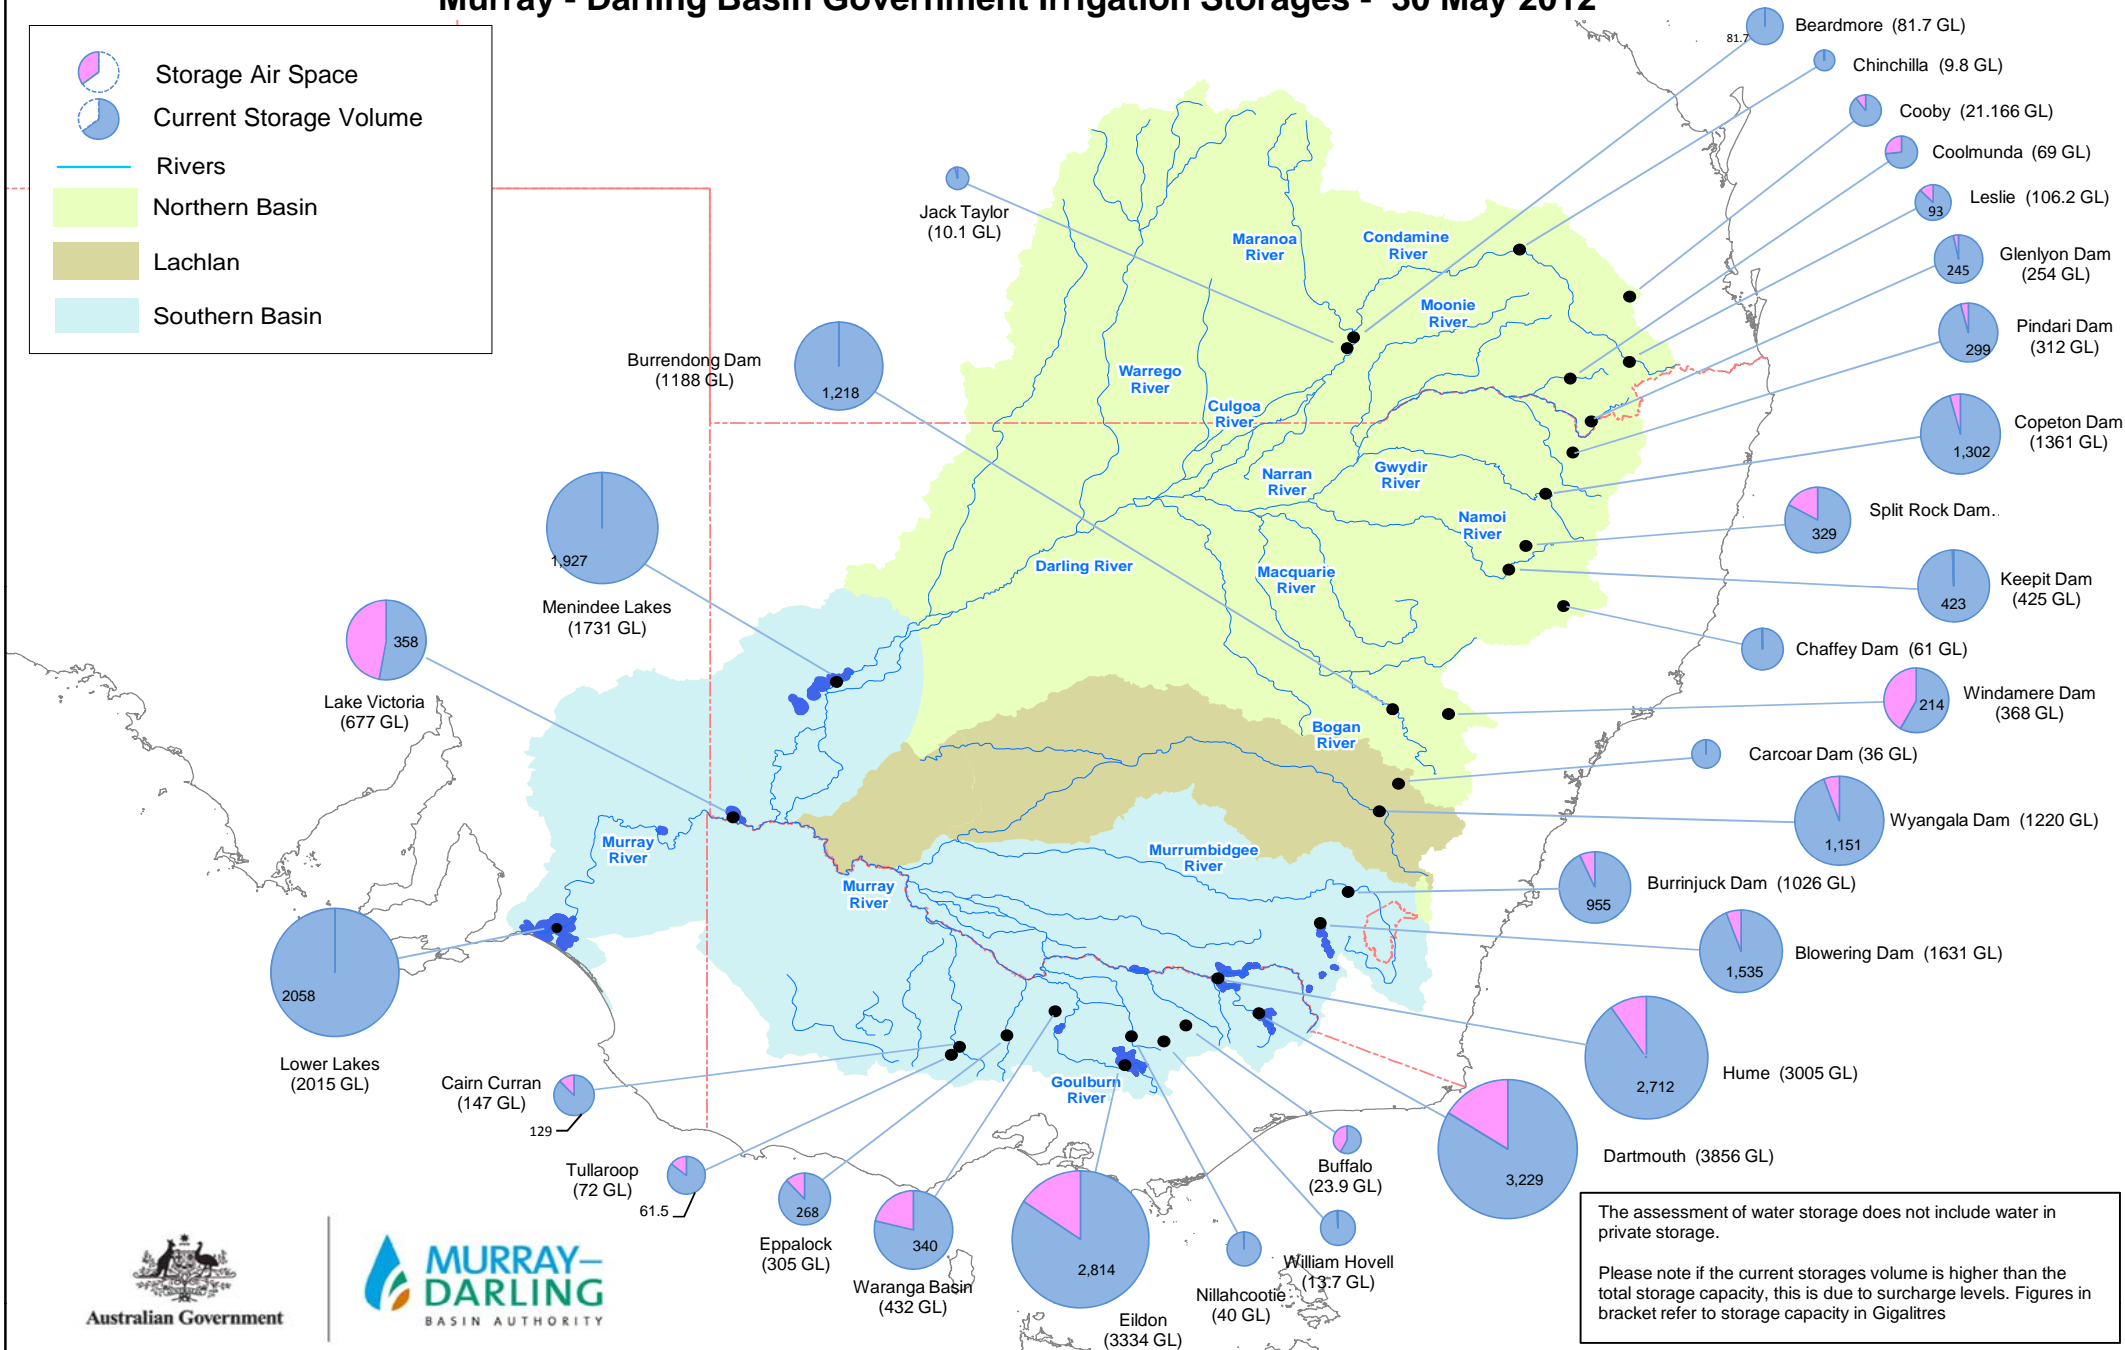 Murray - Darling Basin Government Irrigation Storages -  30 May 2012
Storage Air Space
Current Storage Volume
Rivers
Northern Basin
Lachlan
Southern Basin
81.7
Beardmore (81.7 GL)
Chinchilla (9.8 GL)
Cooby (21.166 GL)
Coolmunda (69 GL)
Leslie (106.2 GL)
93
Glenlyon Dam
(254 GL)
245
Pindari Dam
(312 GL)
299
Copeton Dam
(1361 GL)
1,302
Split Rock Dam..
329
Keepit Dam
(425 GL)
423
Chaffey Dam (61 GL)
Windamere Dam
(368 GL)
214
Carcoar Dam (36 GL)
Wyangala Dam (1220 GL)
1,151
Burrinjuck Dam (1026 GL)
955
Blowering Dam (1631 GL)
1,535
Hume (3005 GL)
2,712
Dartmouth (3856 GL)
3,229
Jack Taylor
(10.1 GL)
Burrendong Dam
(1188 GL)
1,218
1,927
Menindee Lakes
(1731 GL)
358
Lake Victoria
(677 GL)
2058
Lower Lakes
(2015 GL)
Cairn Curran
(147 GL)
129
Tullaroop
(72 GL)
61.5
268
Eppalock
(305 GL)
340
Waranga Basin
(432 GL)
2,814
Eildon
(3334 GL)
Nillahcootie
(40 GL)
William Hovell
(13.7 GL)
Buffalo
(23.9 GL)
Maranoa
River
Condamine
River
Moonie
River
Warrego
River
Culgoa
River
Narran
River
Gwydir
River
Namoi
River
Darling River
Macquarie
River
Bogan
River
Murray
River
Murray
River
Murrumbidgee
River
Goulburn
River
Australian Government
MURRAY–
DARLING
BASIN AUTHORITY
The assessment of water storage does not include water in
private storage.
Please note if the current storages volume is higher than the
total storage capacity, this is due to surcharge levels. Figures in
bracket refer to storage capacity in Gigalitres